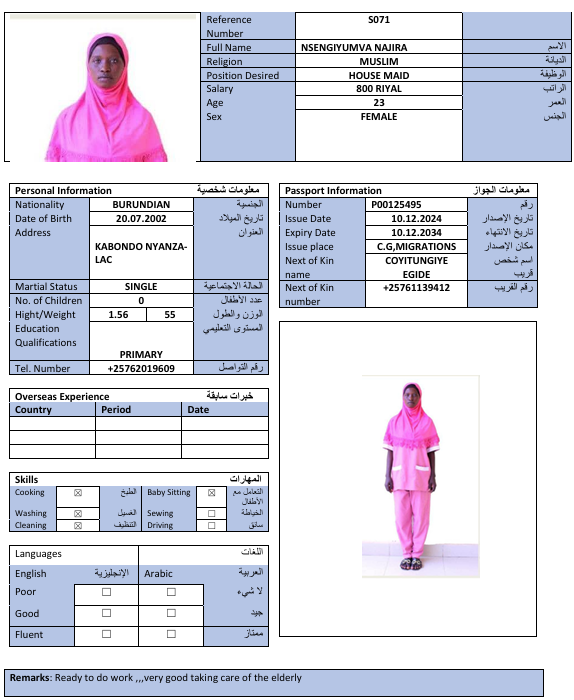 Reference Number S071
Full Name NSENGIYUMVA NAJIRA الاسم
Religion MUSLIM الديانة
Position Desired HOUSE MAID الوظيفة
Salary 800 RIYAL الراتب
Age 23 العمر
Sex FEMALE الجنس
Personal Information معلومات شخصية
Nationality BURUNDIAN الجنسية
Date of Birth 20.07.2002 تاريخ الميلاد
Address KABONDO NYANZA-LAC العنوان
Martial Status SINGLE الحالة الاجتماعية
No. of Children 0 عدد الأطفال
Hight/Weight 1.56 55 الوزن والطول
Education Qualifications PRIMARY المستوى التعليمي
Tel. Number +25762019609 رقم التواصل
Passport Information معلومات الجواز
Number P00125495 رقم
Issue Date 10.12.2024 تاريخ الإصدار
Expiry Date 10.12.2034 تاريخ الانتهاء
Issue place C.G,MIGRATIONS مكان الإصدار
Next of Kin name COYITUNGIYE EGIDE اسم شخص قريب
Next of Kin number +25761139412 رقم القريب
Overseas Experience خبرات سابقة
Country Period Date
Skills المهارات
Cooking ☒ الطبخ Baby Sitting ☒ التعامل مع الأطفال
Washing ☒ الغسيل Sewing ☐ الخياطة
Cleaning ☒ التنظيف Driving ☐ سائق
Languages اللغات
English الإنجليزية Arabic العربية
Poor ☐ ☐ لا شيء
Good ☐ ☐ جيد
Fluent ☐ ☐ ممتاز
Remarks: Ready to do work ,,,very good taking care of the elderly